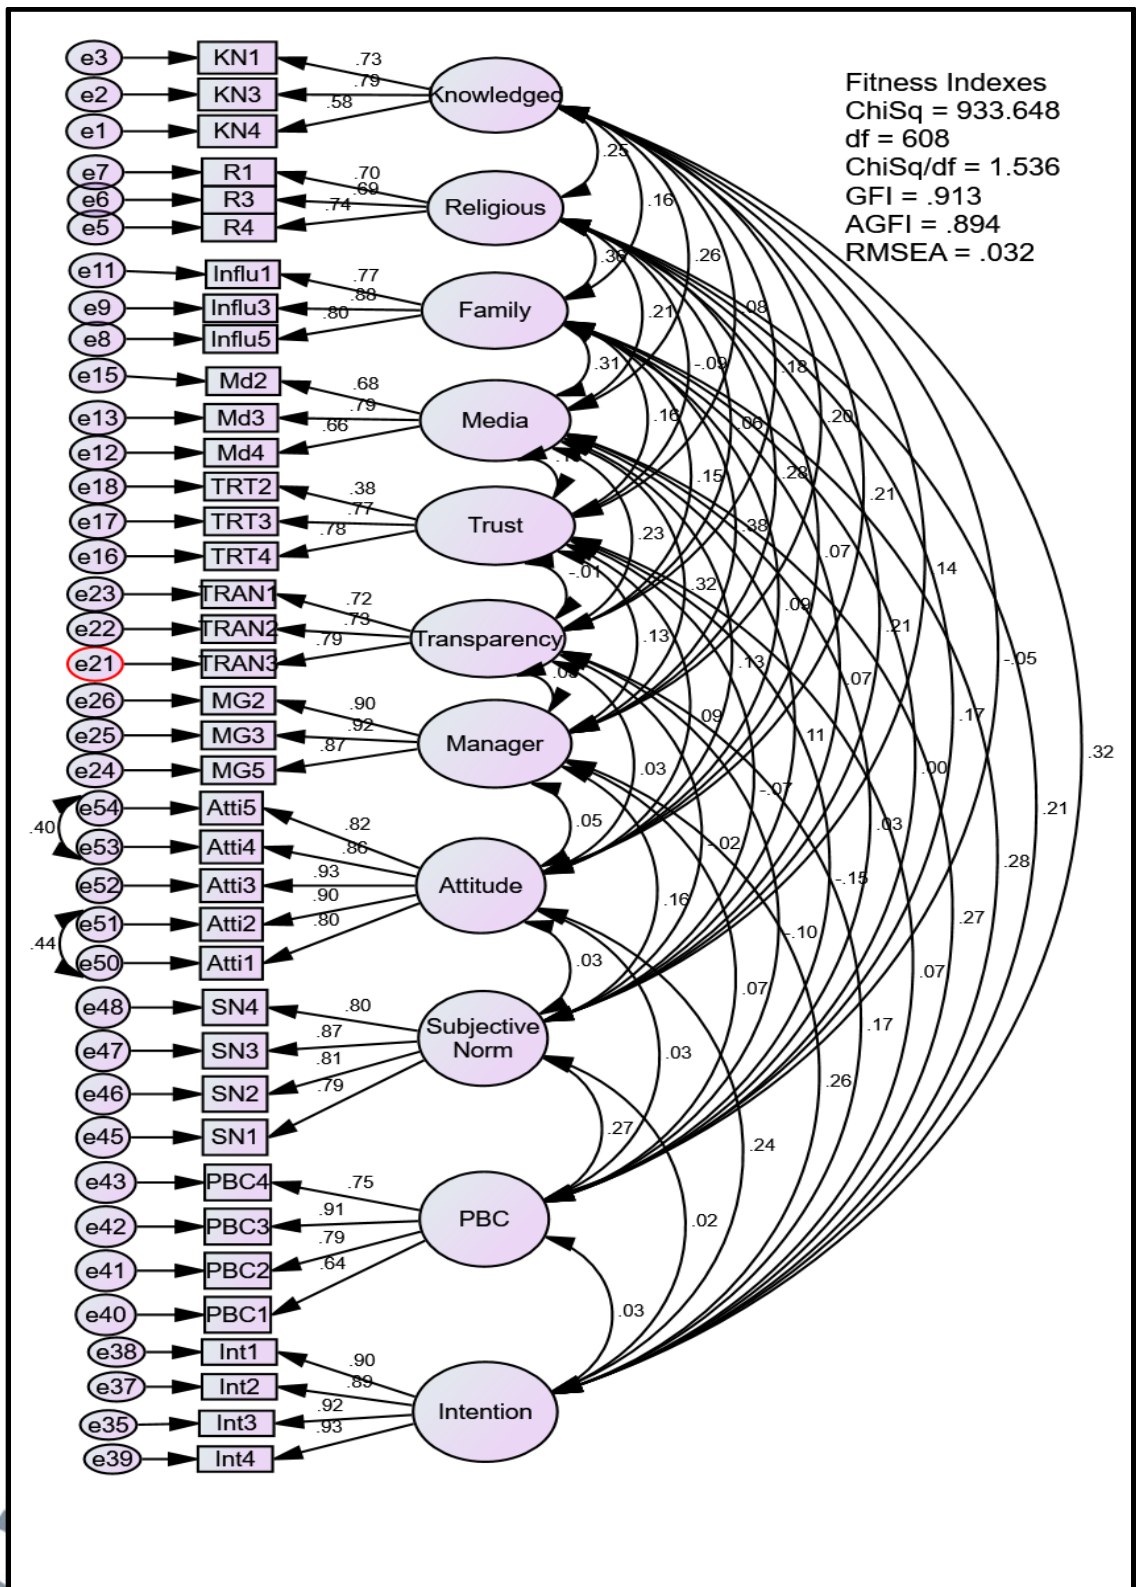 Fitness Indexes
ChiSq = 933.648
df = 608
ChiSq/df = 1.536
GFI = .913
AGFI = .894
RMSEA = .032
e3 KN1 .73
e2 KN3 .79 Knowledged
e1 KN4 .58
.25
e7 R1 .70
e6 R3 .69 Religious .16
e5 R4 .74
.36 .26
e11 Influ1 .77
e9 Influ3 .88 Family .21 .08
e8 Influ5 .80
.31 -.09 .18
e15 Md2 .68
e13 Md3 .79 Media .16 .06 .20
e12 Md4 .66
e18 TRT2 .38 .15 .28 .21
e17 TRT3 .77 Trust .23 .38
e16 TRT4 .78 .07 .14
-.01 .32 .09
e23 TRAN1 .72
e22 TRAN2 .73 Transparency .13 .21
e21 TRAN3 .79 .13 .07 -.05
e26 MG2 .90 .09 .17
e25 MG3 .92 Manager .11 .32
e24 MG5 .87 .03 .00
-.07
e54 Atti5 .82 .05 .03 .21
.40
e53 Atti4 .86 -.02 .28
e52 Atti3 .93 Attitude -.15
e51 Atti2 .90 .16 .27
.44 .80 -.10
e50 Atti1 .03 .07
e48 SN4 .80 .07 .17
e47 SN3 .87 Subjective
Norm .03
e46 SN2 .81 .26
e45 SN1 .79 .27 .24
e43 PBC4 .75
e42 PBC3 .91 PBC .02
e41 PBC2 .79
e40 PBC1 .64 .03
e38 Int1 .90
e37 Int2 .89 Intention
e35 Int3 .92
e39 Int4 .93